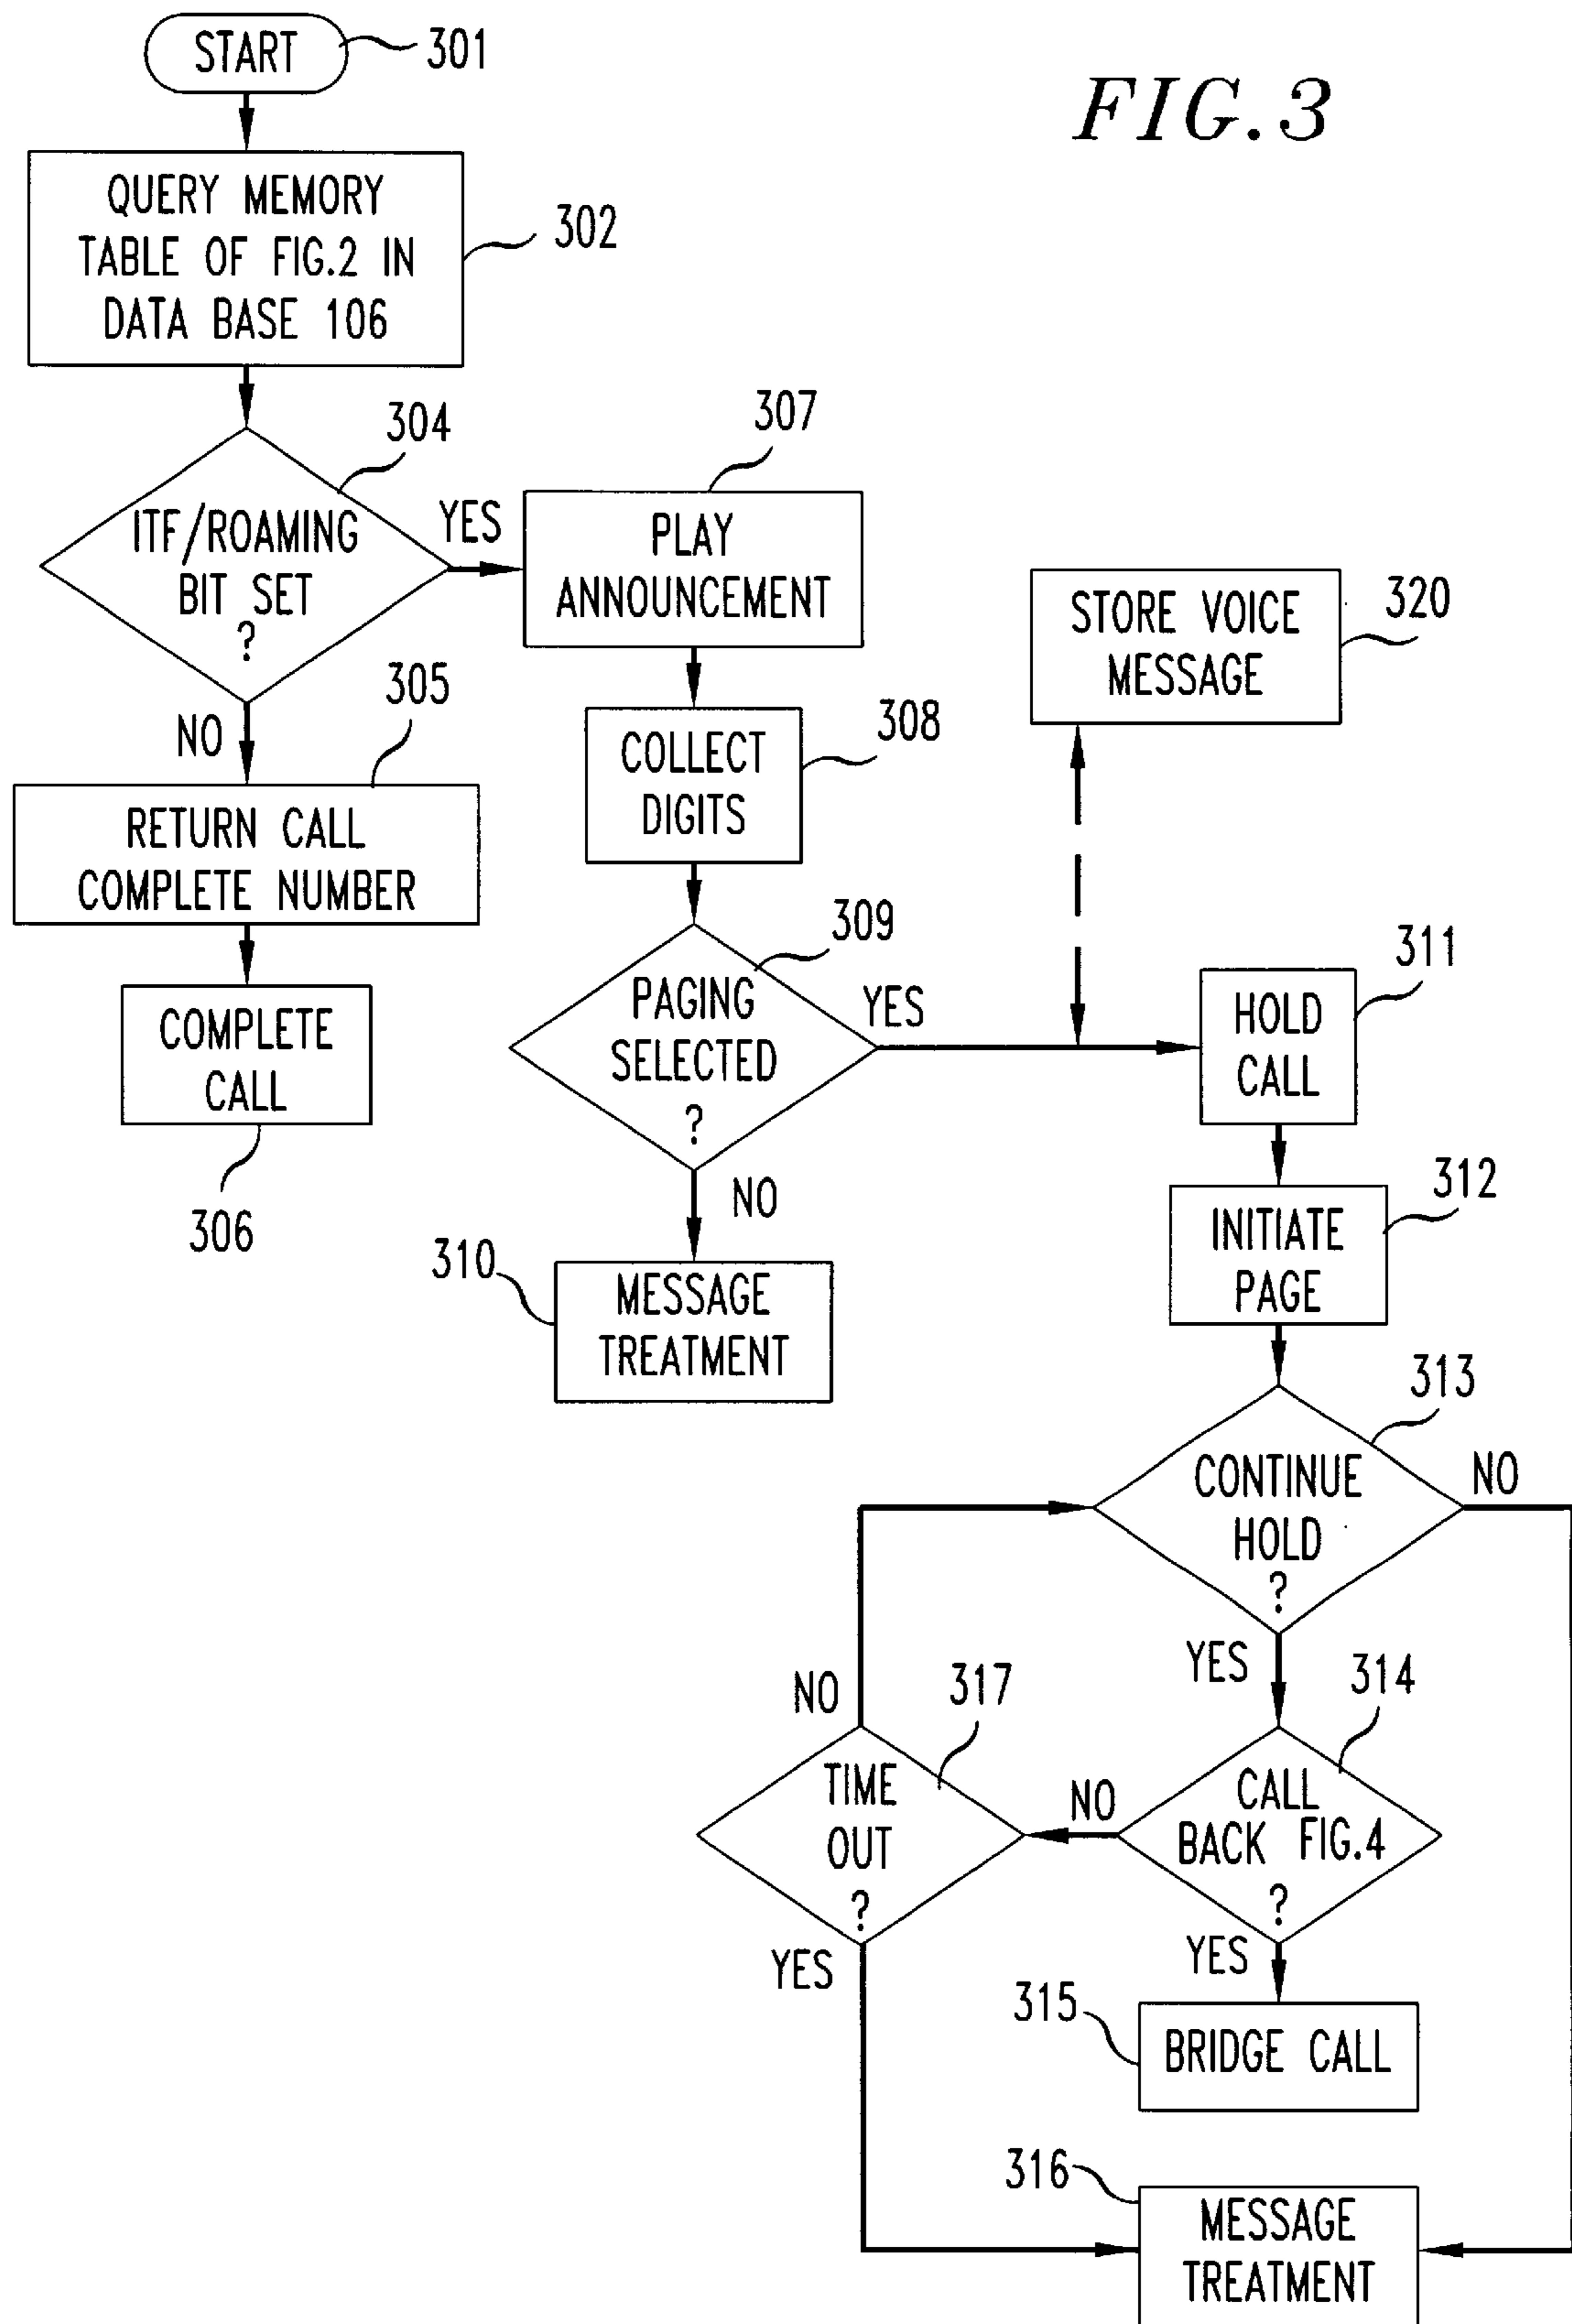 START
301
FIG.3
QUERY MEMORY
TABLE OF FIG.2 IN
DATA BASE 106
302
304
ITF/ROAMING
BIT SET
?
YES
NO
307
PLAY
ANNOUNCEMENT
305
RETURN CALL
COMPLETE NUMBER
COMPLETE
CALL
306
COLLECT
DIGITS
308
309
PAGING
SELECTED
?
YES
NO
310
MESSAGE
TREATMENT
STORE VOICE
MESSAGE
320
311
HOLD
CALL
312
INITIATE
PAGE
313
CONTINUE
HOLD
?
NO
YES
314
CALL
BACK FIG.4
?
NO
YES
317
TIME
OUT
?
NO
YES
315
BRIDGE CALL
316
MESSAGE
TREATMENT